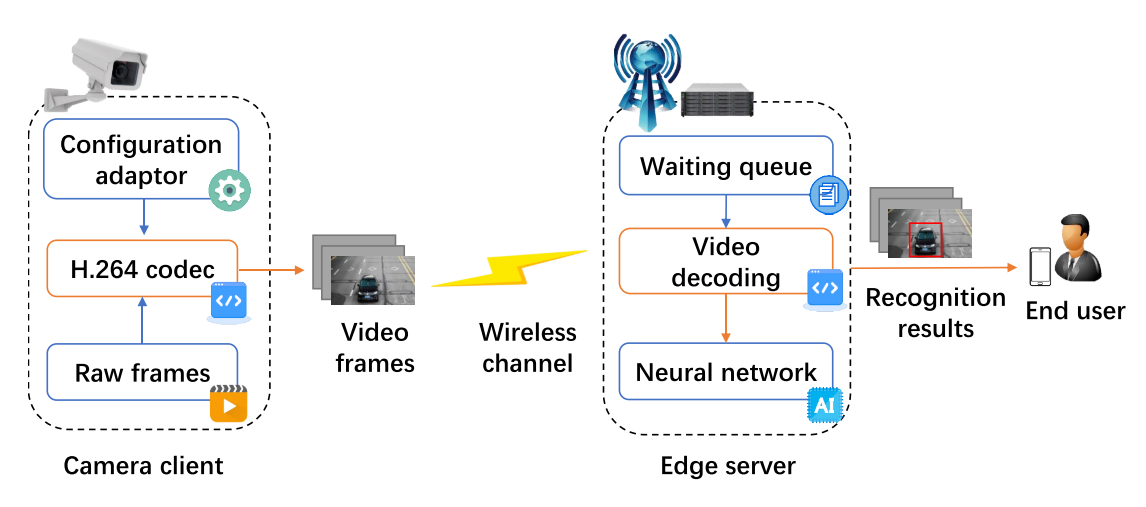 Configuration
adaptor
H.264 codec
</>
Raw frames
Camera client
Video
frames
Wireless
channel
Waiting queue
Video
decoding
</>
Neural network
AI
Edge server
Recognition
results
End user